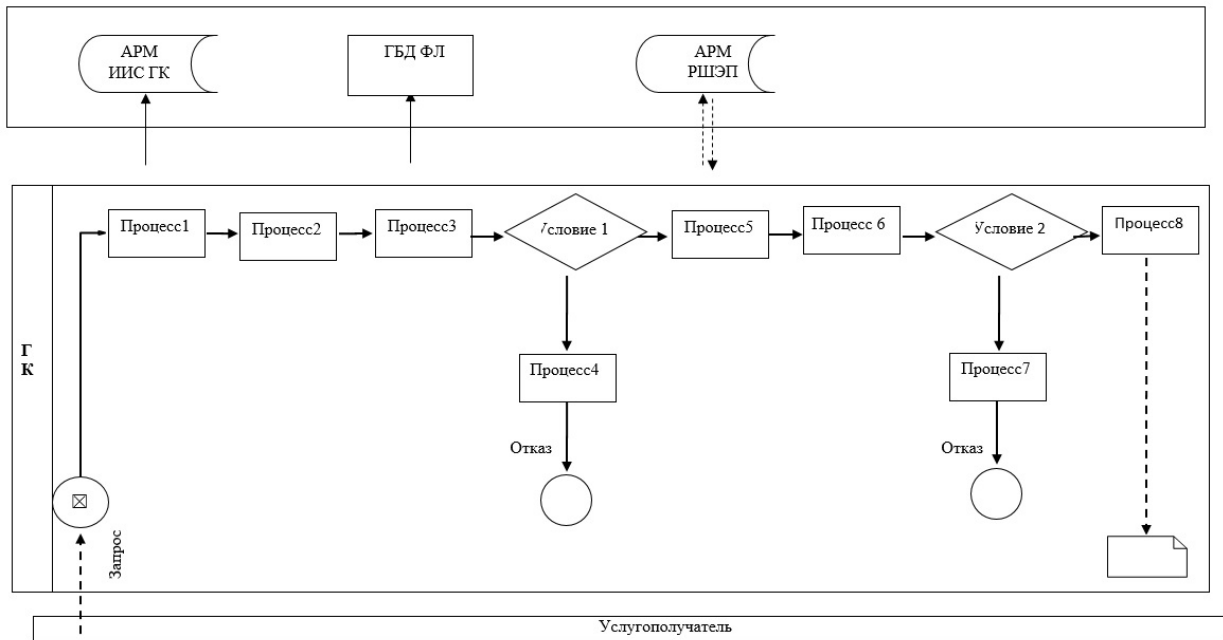 АРМ
ИИС ГК
ГБД ФЛ
АРМ
РШЭП
Г
К
Процесс1
Процесс2
Процесс3
Условие 1
Процесс5
Процесс 6
Условие 2
Процесс8
Процесс4
Процесс7
Отказ
Отказ
Запрос
Услугополучатель